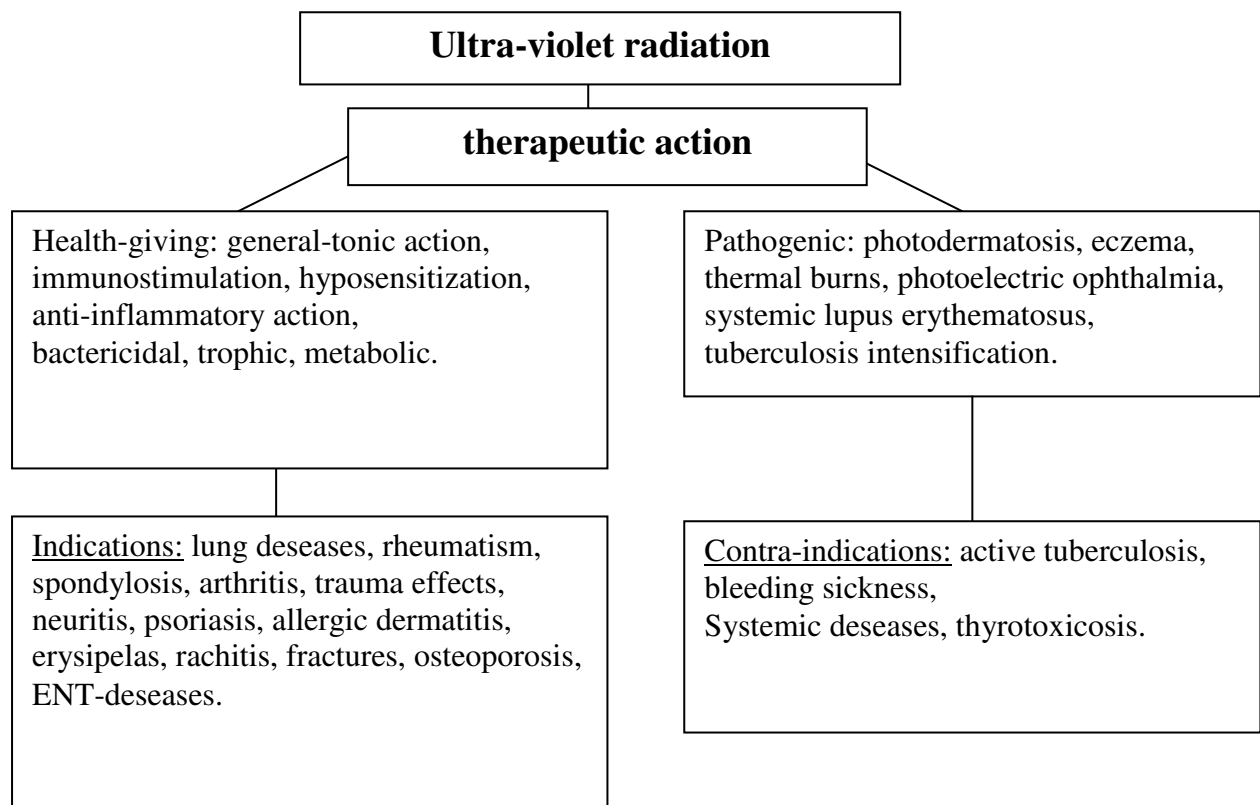 Ultra-violet radiation
therapeutic action
Health-giving: general-tonic action,
immunostimulation, hyposensitization,
anti-inflammatory action,
bactericidal, trophic, metabolic.
Pathogenic: photodermatosis, eczema,
thermal burns, photoelectric ophthalmia,
systemic lupus erythematosus,
tuberculosis intensification.
Indications: lung deseases, rheumatism,
spondylosis, arthritis, trauma effects,
neuritis, psoriasis, allergic dermatitis,
erysipelas, rachitis, fractures, osteoporosis,
ENT-deseases.
Contra-indications: active tuberculosis,
bleeding sickness,
Systemic deseases, thyrotoxicosis.